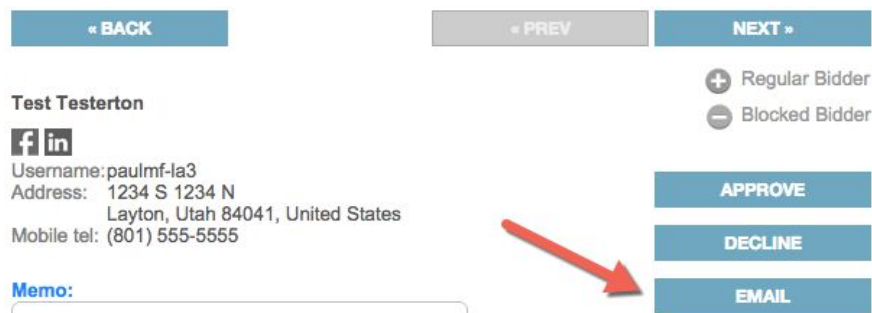 « BACK
« PREV
NEXT »
Regular Bidder
Blocked Bidder
Test Testerton
f in
Username: paulmf-la3
Address: 1234 S 1234 N
Layton, Utah 84041, United States
Mobile tel: (801) 555-5555
APPROVE
DECLINE
EMAIL
Memo: